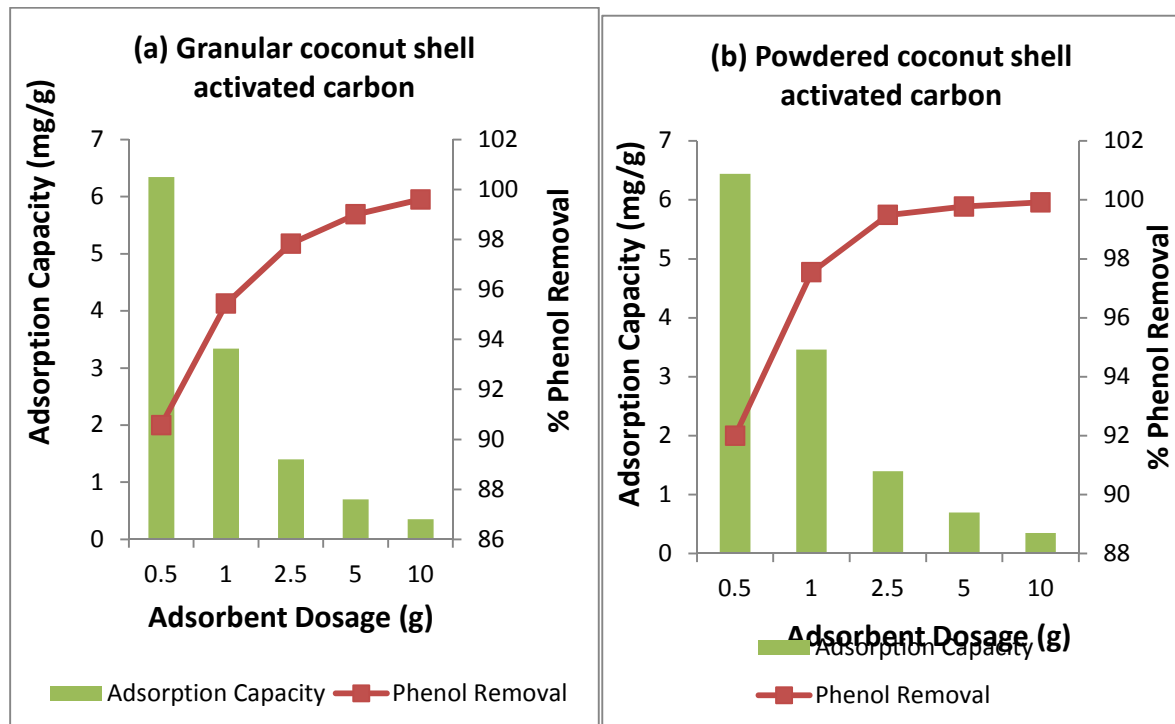 (a) Granular coconut shell
activated carbon
Adsorption Capacity (mg/g)
7
6
5
4
3
2
1
0
102
100
98
96
94
92
90
88
86
% Phenol Removal
0.5 1 2.5 5 10
Adsorbent Dosage (g)
Adsorption Capacity Phenol Removal
(b) Powdered coconut shell
activated carbon
Adsorption Capacity (mg/g)
7
6
5
4
3
2
1
0
102
100
98
96
94
92
90
88
% Phenol Removal
0.5 1 2.5 5 10
Adsorbent Dosage (g)
Adsorption Capacity
Phenol Removal